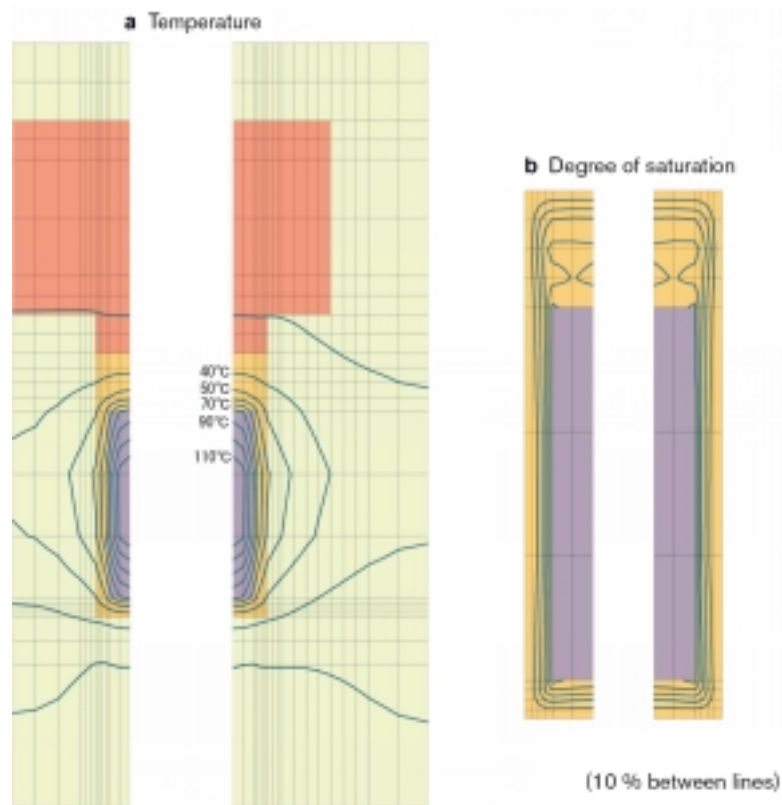 a Temperature
b Degree of saturation
40°C
50°C
70°C
90°C
110°C
(10 % between lines)